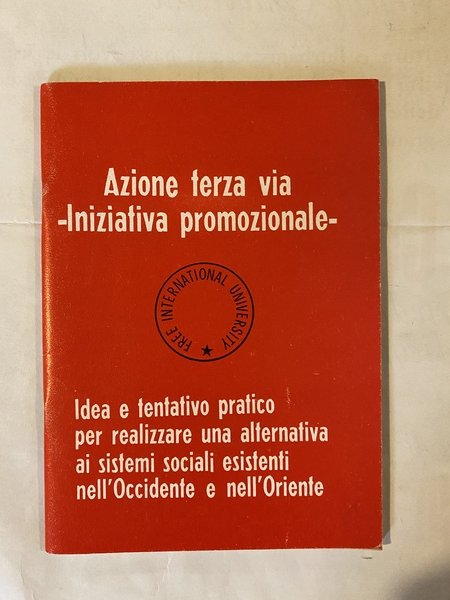 Azione terza via
-Iniziativa promozionale-
FREE INTERNATIONAL UNIVERSITY ★
Idea e tentativo pratico
per realizzare una alternativa
ai sistemi sociali esistenti
nell'Occidente e nell'Oriente